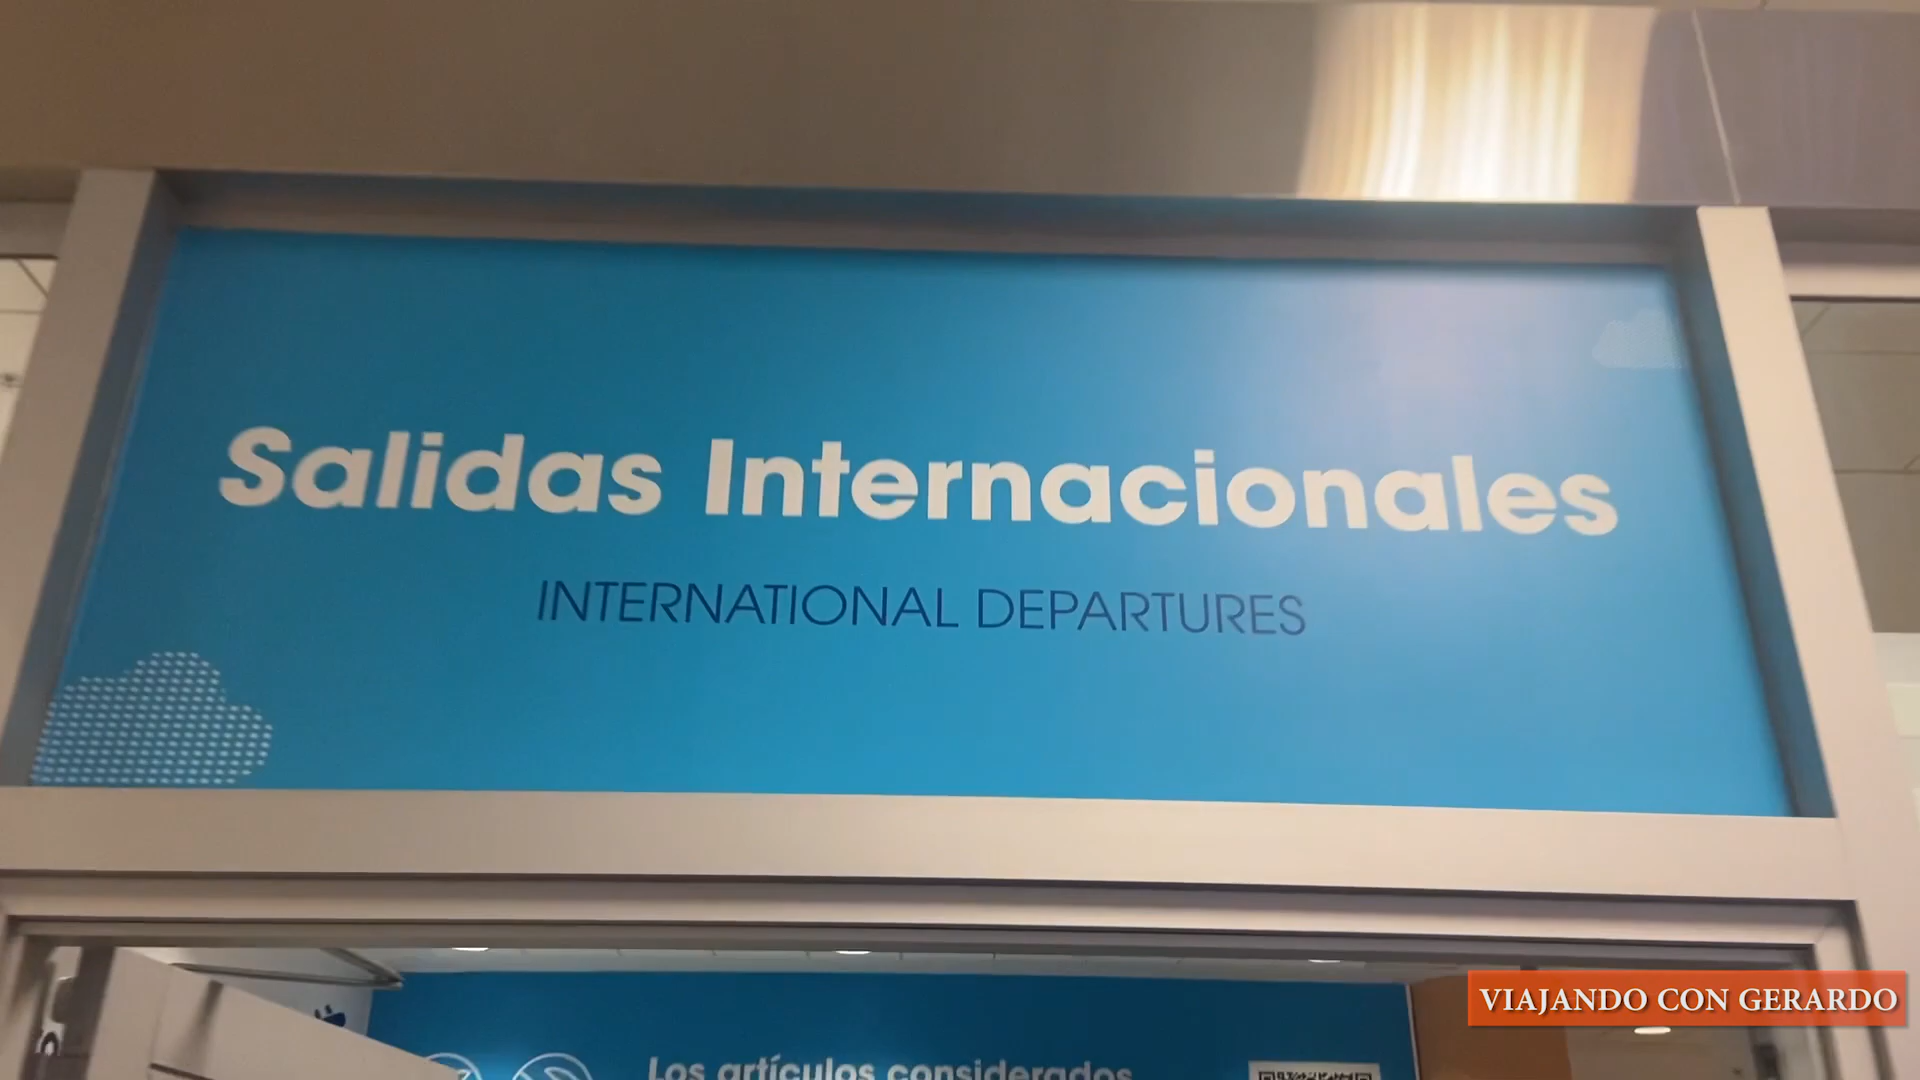 Salidas Internacionales
INTERNATIONAL DEPARTURES
VIAJANDO CON GERARDO
Los artículos considerados